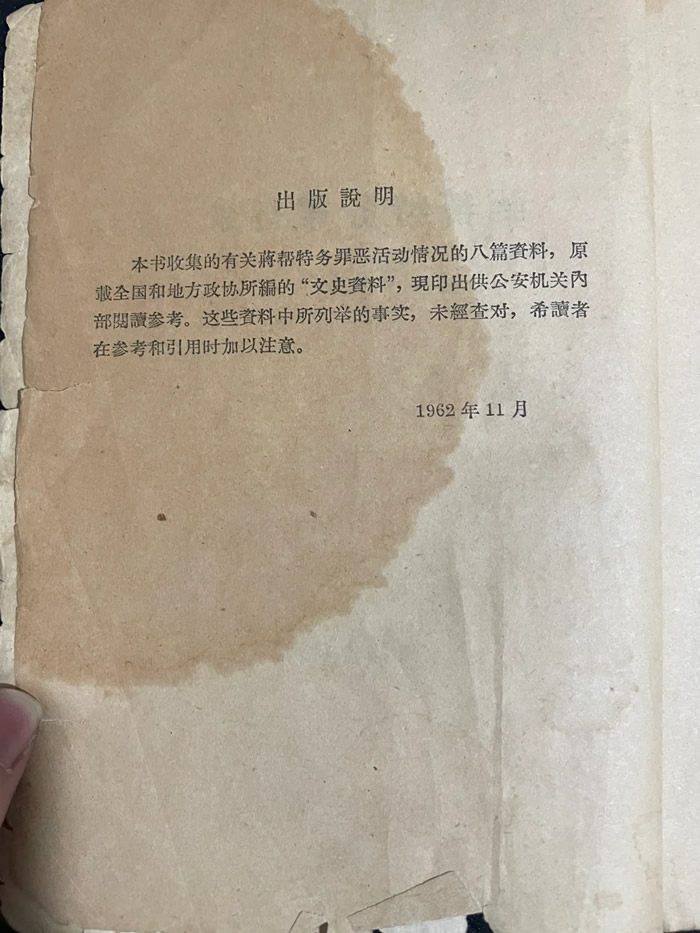 出版說明
本书收集的有关蔣帮特务罪恶活动情况的八篇資料，原
載全国和地方政协所編的“文史資料”，現印出供公安机关內
部閱讀参考。这些資料中所列举的事实，未經查对，希讀者
在参考和引用时加以注意。
1962年11月